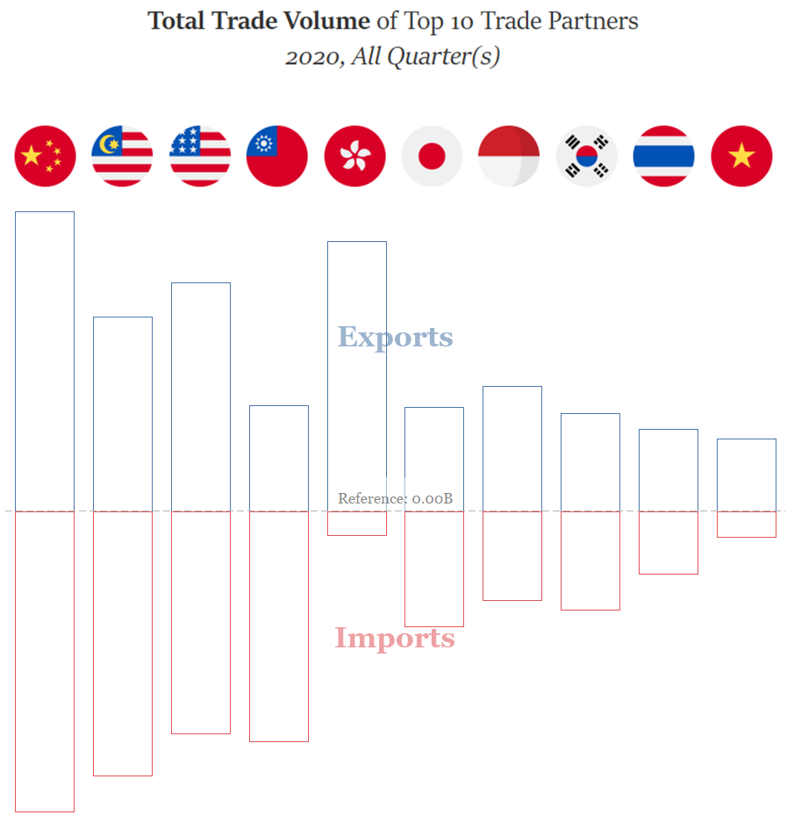 Total Trade Volume of Top 10 Trade Partners
2020, All Quarter(s)
Exports
Reference: 0.00B
Imports